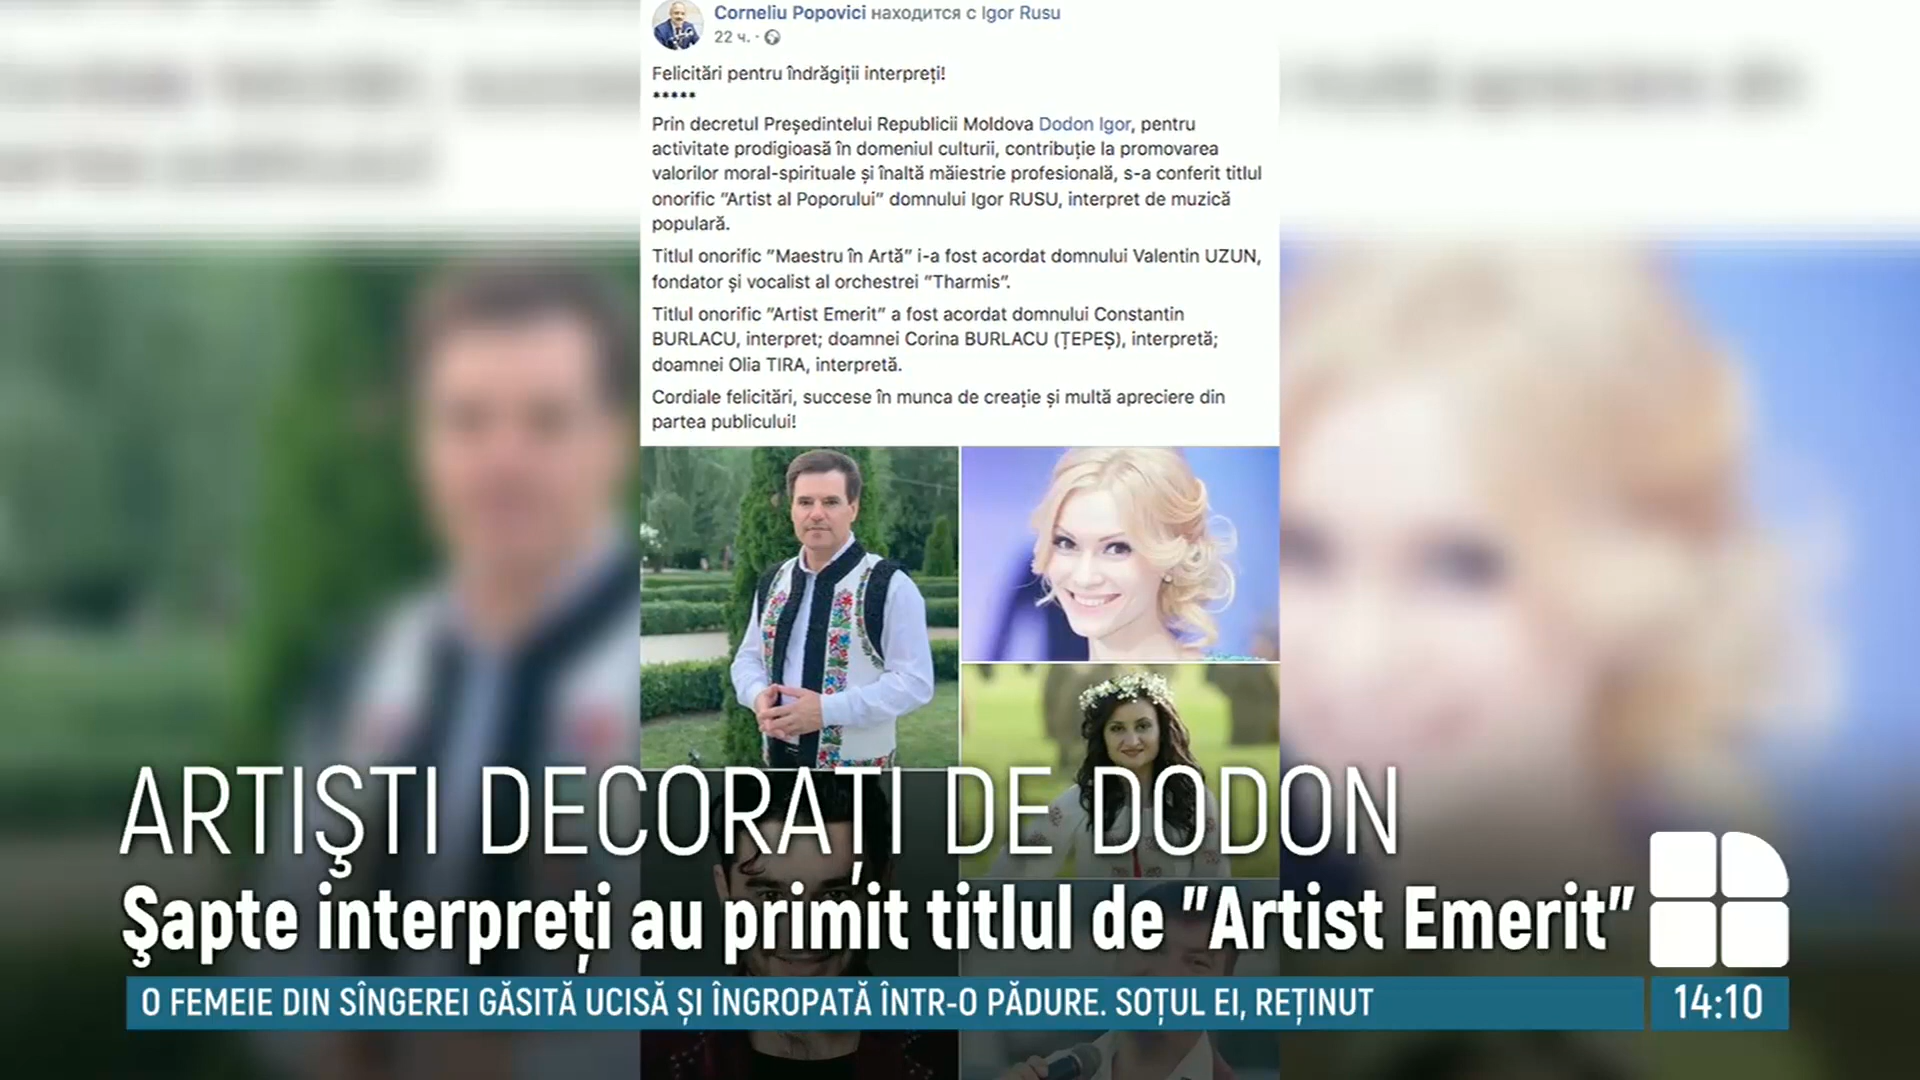 Corneliu Popovici находится с Igor Rusu
22 ч. ·
Felicitări pentru îndrăgiții interpreți!
*****
Prin decretul Președintelui Republicii Moldova Dodon Igor, pentru
activitate prodigioasă în domeniul culturii, contribuție la promovarea
valorilor moral-spirituale și înaltă măiestrie profesională, s-a conferit titlul
onorific ”Artist al Poporului” domnului Igor RUSU, interpret de muzică
populară.
Titlul onorific ”Maestru în Artă” i-a fost acordat domnului Valentin UZUN,
fondator și vocalist al orchestrei ”Tharmis”.
Titlul onorific ”Artist Emerit” a fost acordat domnului Constantin
BURLACU, interpret; doamnei Corina BURLACU (ȚEPEȘ), interpretă;
doamnei Olia TIRA, interpretă.
Cordiale felicitări, succese în munca de creație și multă apreciere din
partea publicului!
ARTIŞTI DECORAȚI DE DODON
Şapte interpreți au primit titlul de ”Artist Emerit”
O FEMEIE DIN SÎNGEREI GĂSITĂ UCISĂ ȘI ÎNGROPATĂ ÎNTR-O PĂDURE. SOȚUL EI, REȚINUT
14:10